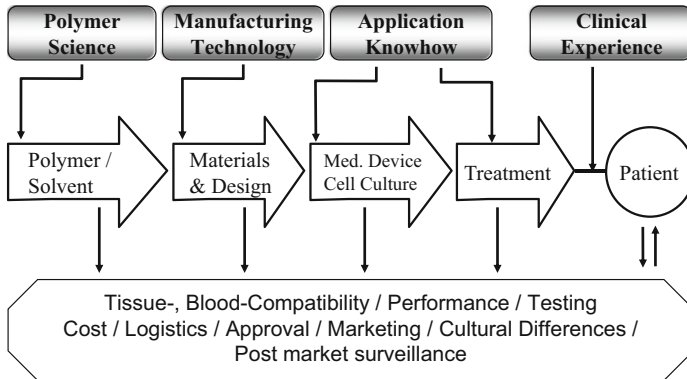 Polymer
Science
Manufacturing
Technology
Application
Knowhow
Clinical
Experience
Polymer /
Solvent
Materials
& Design
Med. Device
Cell Culture
Treatment
Patient
Tissue-, Blood-Compatibility / Performance / Testing
Cost / Logistics / Approval / Marketing / Cultural Differences /
Post market surveillance